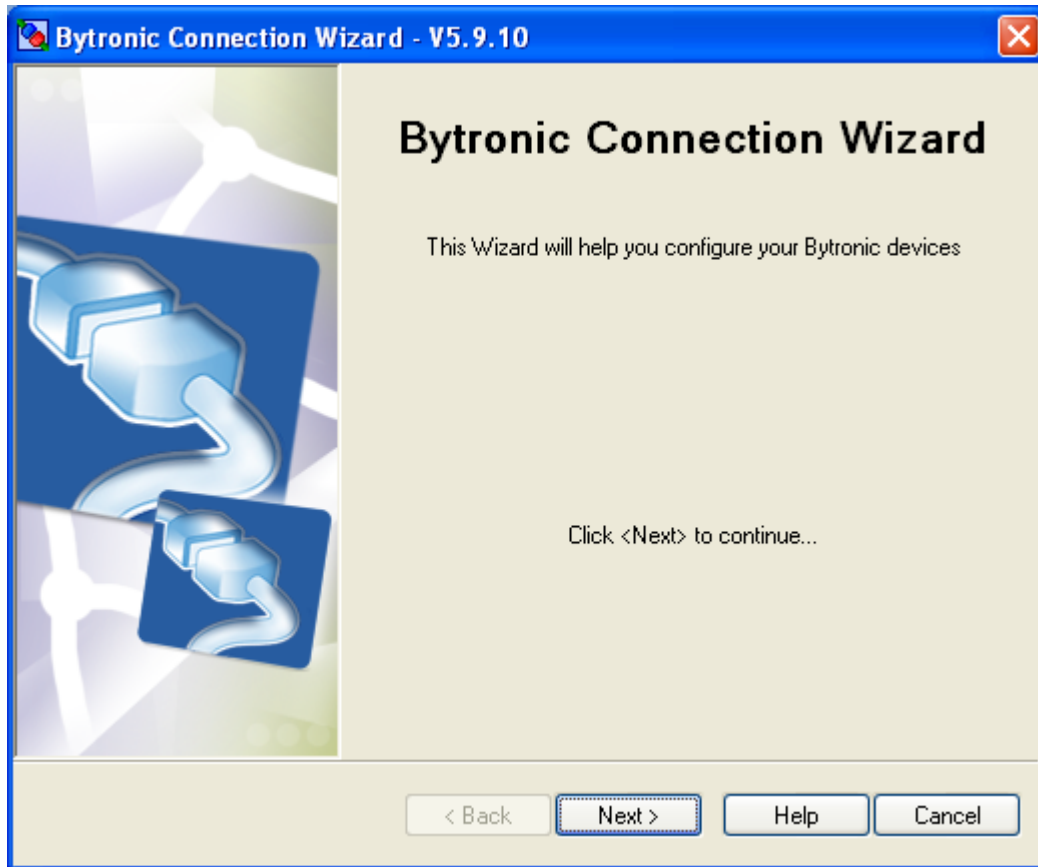 Bytronic Connection Wizard - V5.9.10
Bytronic Connection Wizard
This Wizard will help you configure your Bytronic devices
Click <Next> to continue...
< Back Next > Help Cancel